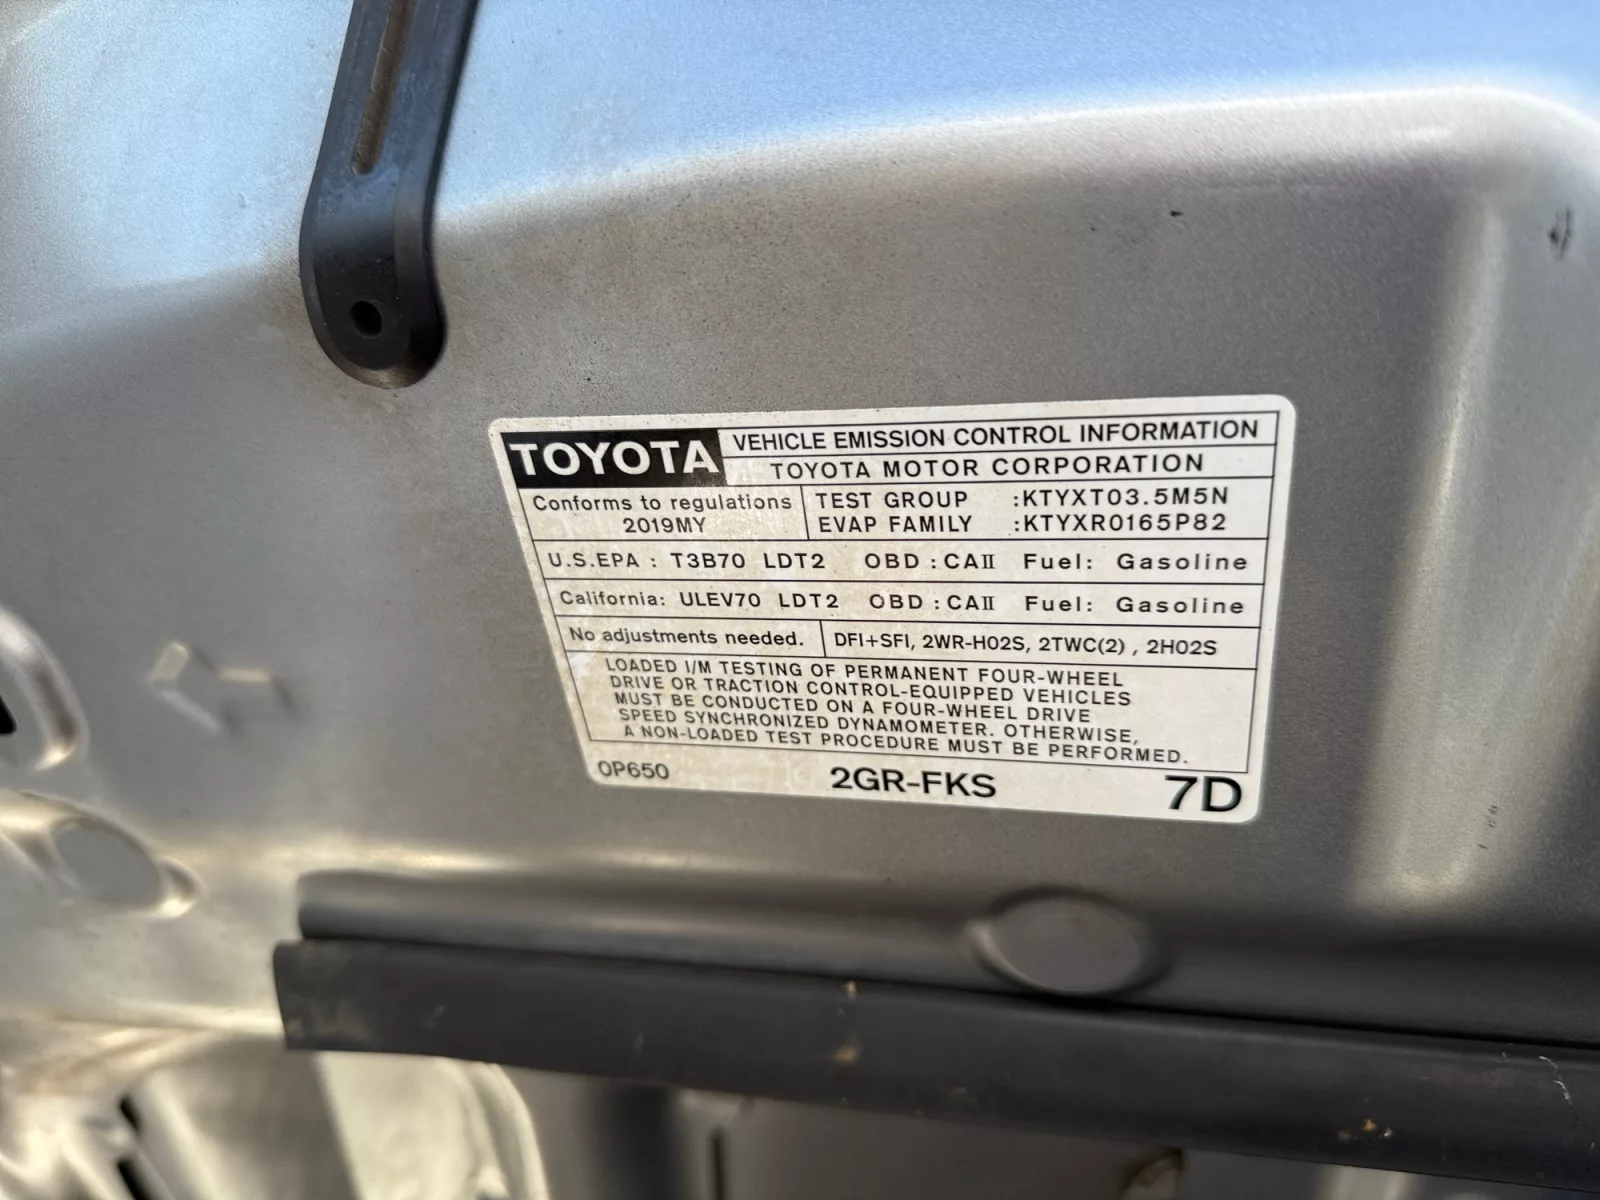 TOYOTA
VEHICLE EMISSION CONTROL INFORMATION
TOYOTA MOTOR CORPORATION
Conforms to regulations
2019MY
TEST GROUP :KTYXT03.5M5N
EVAP FAMILY :KTYXR0165P82
U.S.EPA : T3B70 LDT2 OBD : CAII Fuel: Gasoline
California: ULEV70 LDT2 OBD : CAII Fuel: Gasoline
No adjustments needed.
DFI+SFI, 2WR-HO2S, 2TWC(2) , 2HO2S
LOADED I/M TESTING OF PERMANENT FOUR-WHEEL
DRIVE OR TRACTION CONTROL-EQUIPPED VEHICLES
MUST BE CONDUCTED ON A FOUR-WHEEL DRIVE
SPEED SYNCHRONIZED DYNAMOMETER. OTHERWISE,
A NON-LOADED TEST PROCEDURE MUST BE PERFORMED.
0P650 2GR-FKS 7D